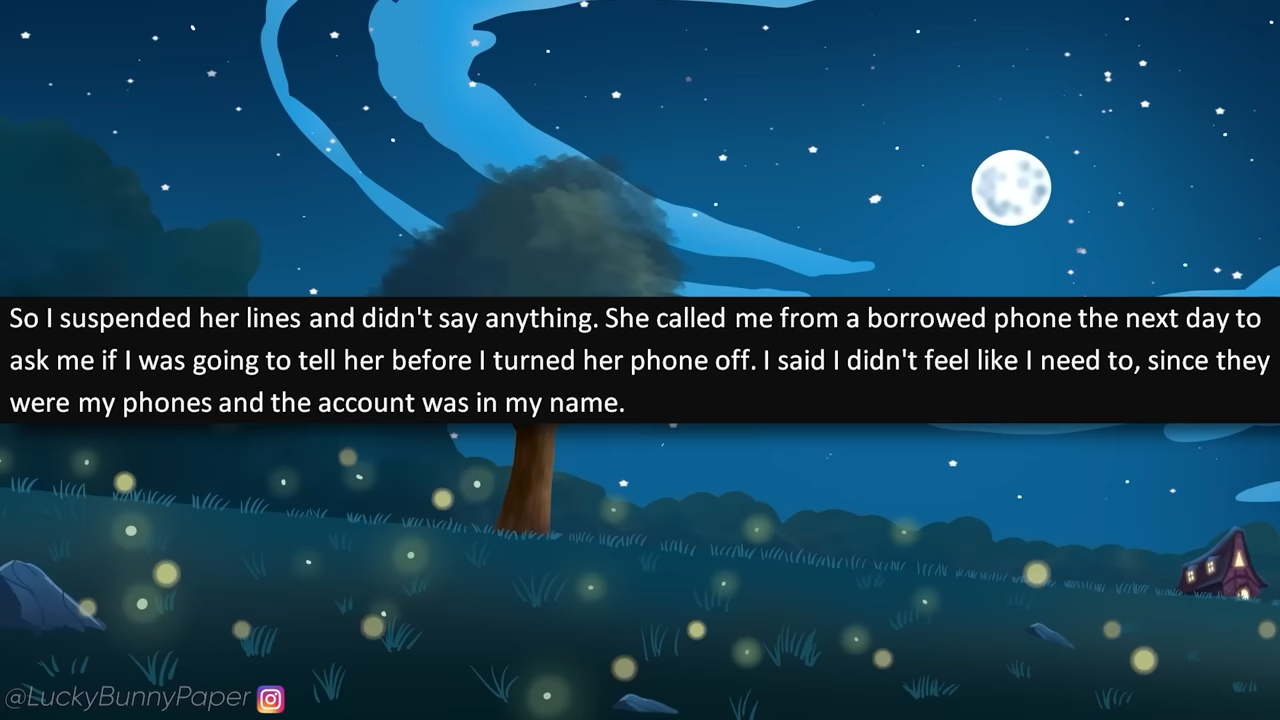 So I suspended her lines and didn't say anything. She called me from a borrowed phone the next day to
ask me if I was going to tell her before I turned her phone off. I said I didn't feel like I need to, since they
were my phones and the account was in my name.
@LuckyBunnyPaper